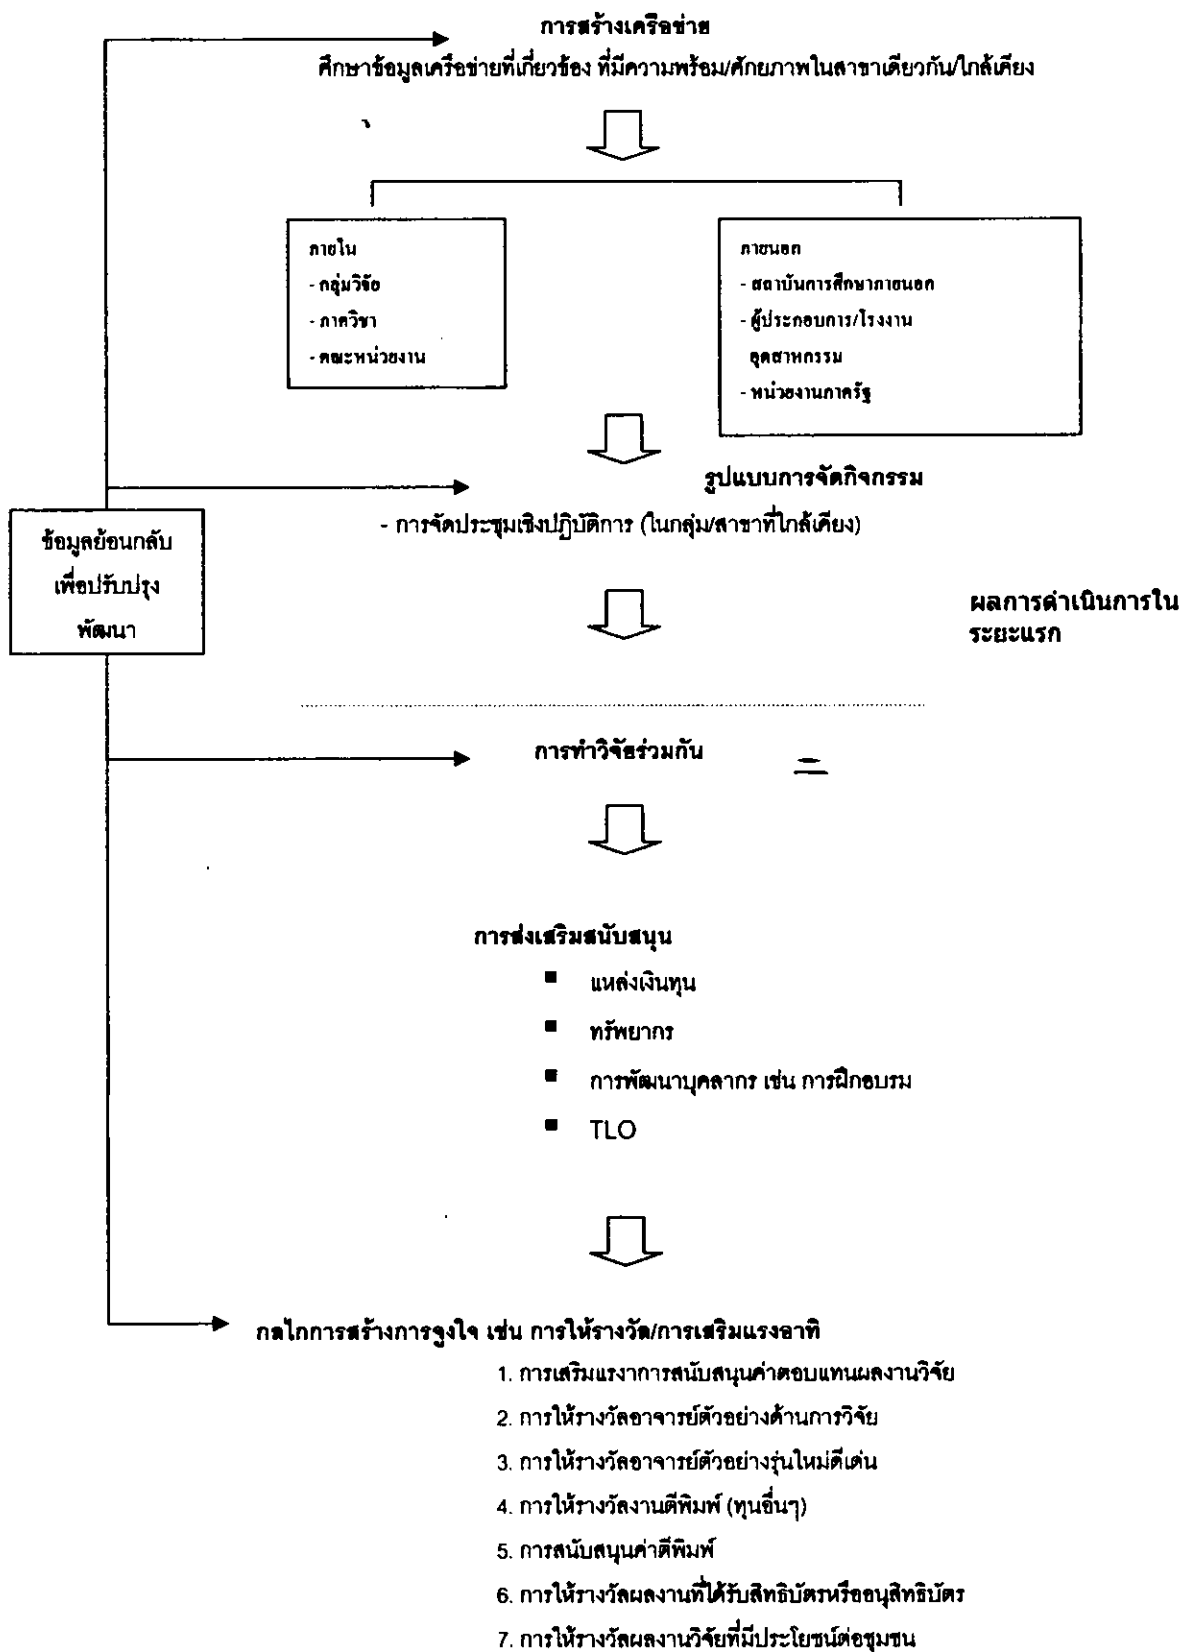 การสร้างเครือข่าย
ศึกษาข้อมูลเครือข่ายที่เกี่ยวข้อง ที่มีความพร้อม/ศักยภาพในสาขาเดียวกัน/ใกล้เคียง
ภายใน
- กลุ่มวิจัย
- ภาควิชา
- คณะหน่วยงาน
ภายนอก
- สถาบันการศึกษาภายนอก
- ผู้ประกอบการ/โรงงาน
อุตสาหกรรม
- หน่วยงานภาครัฐ
รูปแบบการจัดกิจกรรม
- การจัดประชุมเชิงปฏิบัติการ (ในกลุ่ม/สาขาที่ใกล้เคียง)
ข้อมูลย้อนกลับ
เพื่อปรับปรุง
พัฒนา
ผลการดำเนินการใน
ระยะแรก
การทำวิจัยร่วมกัน
การส่งเสริมสนับสนุน
▪ แหล่งเงินทุน
▪ ทรัพยากร
▪ การพัฒนาบุคลากร เช่น การฝึกอบรม
▪ TLO
กลไกการสร้างการจูงใจ เช่น การให้รางวัล/การเสริมแรงอาทิ
1. การเสริมแรงาการสนับสนุนค่าตอบแทนผลงานวิจัย
2. การให้รางวัลอาจารย์ตัวอย่างด้านการวิจัย
3. การให้รางวัลอาจารย์ตัวอย่างรุ่นใหม่ดีเด่น
4. การให้รางวัลงานตีพิมพ์ (ทุนอื่นๆ)
5. การสนับสนุนค่าตีพิมพ์
6. การให้รางวัลผลงานที่ได้รับสิทธิบัตรหรืออนุสิทธิบัตร
7. การให้รางวัลผลงานวิจัยที่มีประโยชน์ต่อชุมชน